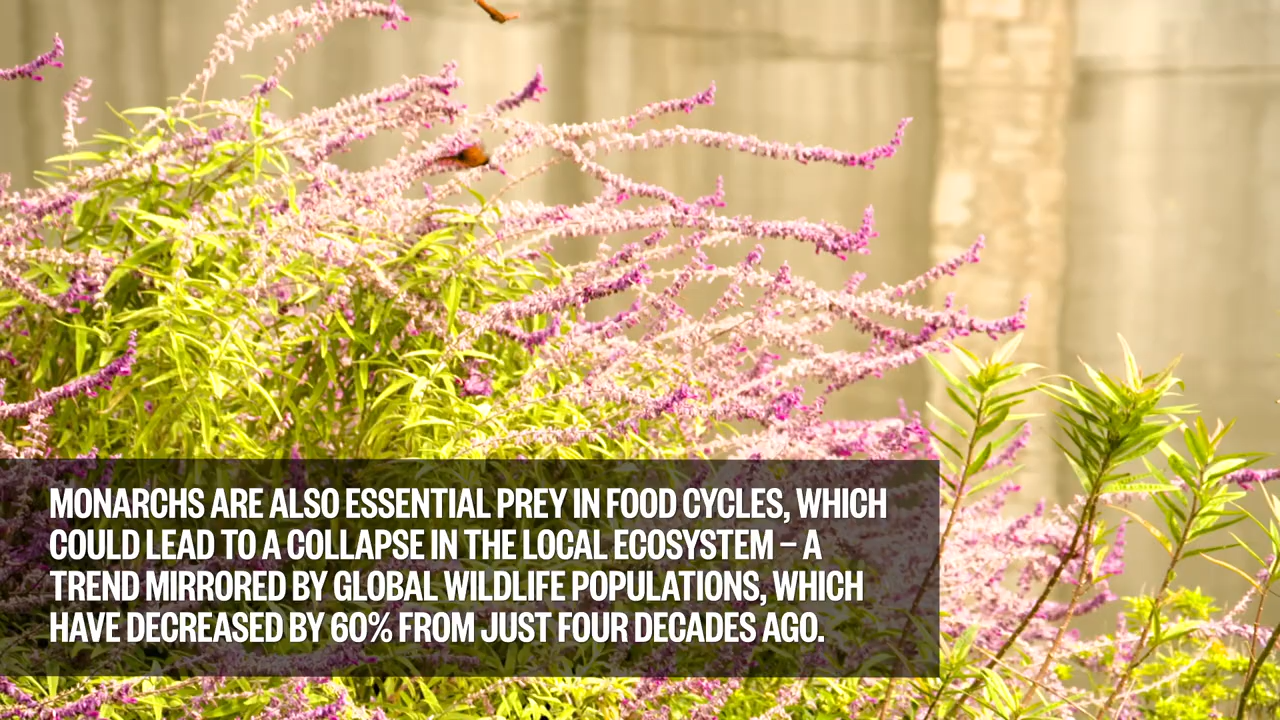 MONARCHS ARE ALSO ESSENTIAL PREY IN FOOD CYCLES, WHICH
COULD LEAD TO A COLLAPSE IN THE LOCAL ECOSYSTEM – A
TREND MIRRORED BY GLOBAL WILDLIFE POPULATIONS, WHICH
HAVE DECREASED BY 60% FROM JUST FOUR DECADES AGO.